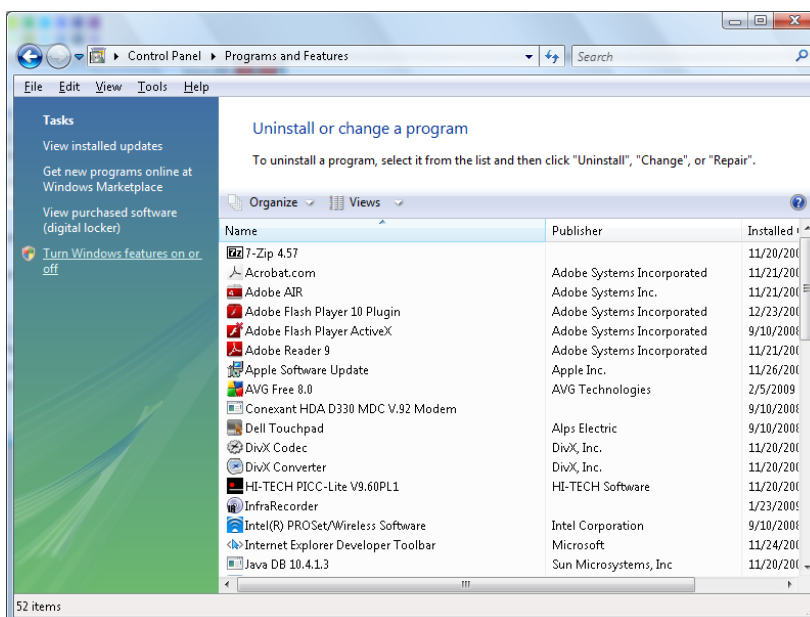 Control Panel ▸ Programs and Features
Search
File Edit View Tools Help
Tasks
View installed updates
Get new programs online at
Windows Marketplace
View purchased software
(digital locker)
Turn Windows features on or
off
Uninstall or change a program
To uninstall a program, select it from the list and then click "Uninstall", "Change", or "Repair".
Organize Views
Name Publisher Installed
7-Zip 4.57 11/20/200
Acrobat.com Adobe Systems Incorporated 11/21/200
Adobe AIR Adobe Systems Inc. 11/21/200
Adobe Flash Player 10 Plugin Adobe Systems Incorporated 12/23/200
Adobe Flash Player ActiveX Adobe Systems Incorporated 9/10/2008
Adobe Reader 9 Adobe Systems Incorporated 11/21/200
Apple Software Update Apple Inc. 11/26/200
AVG Free 8.0 AVG Technologies 2/5/2009
Conexant HDA D330 MDC V.92 Modem 9/10/2008
Dell Touchpad Alps Electric 9/10/2008
DivX Codec DivX, Inc. 11/20/200
DivX Converter DivX, Inc. 11/20/200
HI-TECH PICC-Lite V9.60PL1 HI-TECH Software 11/20/200
InfraRecorder 1/23/2009
Intel(R) PROSet/Wireless Software Intel Corporation 9/10/2008
Internet Explorer Developer Toolbar Microsoft 11/24/200
Java DB 10.4.1.3 Sun Microsystems, Inc 11/20/200
52 items